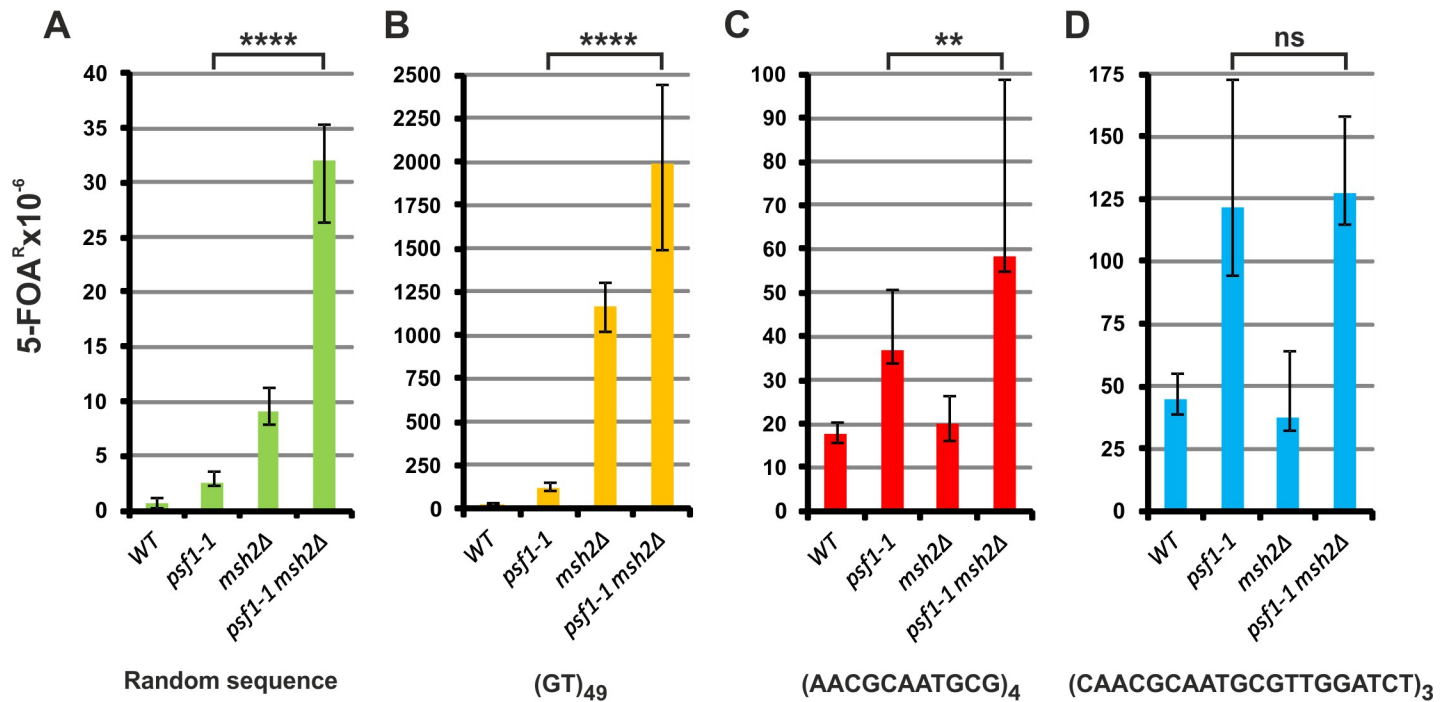 A
B
C
D
****
****
**
ns
5-FOAᴿx10⁻⁶
40
35
30
25
20
15
10
5
0
WT
psf1-1
msh2Δ
psf1-1 msh2Δ
Random sequence
2500
2250
2000
1750
1500
1250
1000
750
500
250
0
WT
psf1-1
msh2Δ
psf1-1 msh2Δ
(GT)₄₉
100
90
80
70
60
50
40
30
20
10
0
WT
psf1-1
msh2Δ
psf1-1 msh2Δ
(AACGCAATGCG)₄
175
150
125
100
75
50
25
0
WT
psf1-1
msh2Δ
psf1-1 msh2Δ
(CAACGCAATGCGTTGGATCT)₃